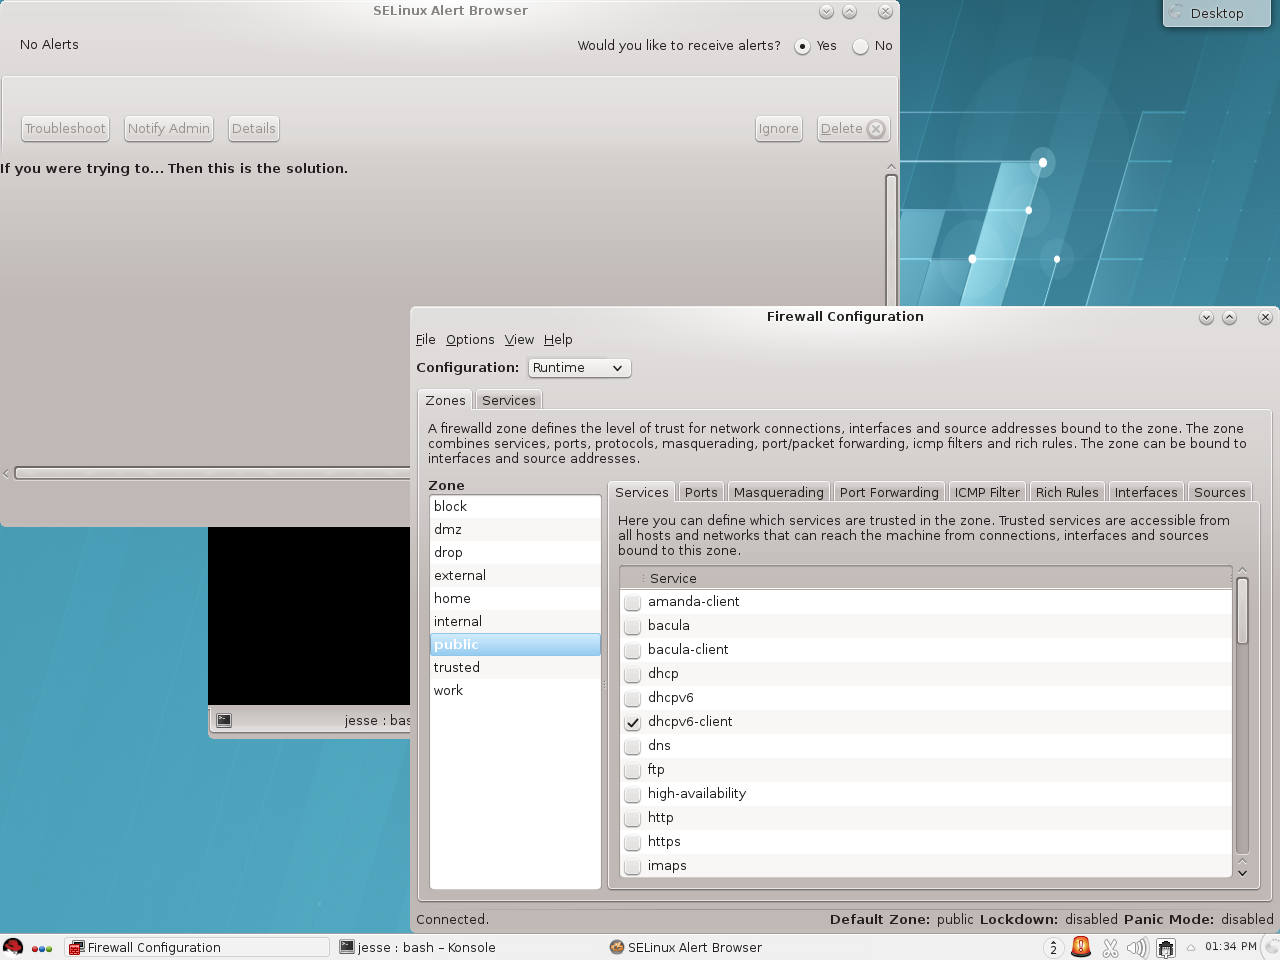 SELinux Alert Browser
Desktop
No Alerts
Would you like to receive alerts? Yes No
Troubleshoot Notify Admin Details Ignore Delete
If you were trying to... Then this is the solution.
Firewall Configuration
File Options View Help
Configuration: Runtime
Zones Services
A firewalld zone defines the level of trust for network connections, interfaces and source addresses bound to the zone. The zone
combines services, ports, protocols, masquerading, port/packet forwarding, icmp filters and rich rules. The zone can be bound to
interfaces and source addresses.
Zone
block
dmz
drop
external
home
internal
public
trusted
work
Services Ports Masquerading Port Forwarding ICMP Filter Rich Rules Interfaces Sources
Here you can define which services are trusted in the zone. Trusted services are accessible from
all hosts and networks that can reach the machine from connections, interfaces and sources
bound to this zone.
Service
amanda-client
bacula
bacula-client
dhcp
dhcpv6
dhcpv6-client
dns
ftp
high-availability
http
https
imaps
jesse : bas
Connected.
Default Zone: public Lockdown: disabled Panic Mode: disabled
Firewall Configuration
jesse : bash – Konsole
SELinux Alert Browser
2
01:34 PM